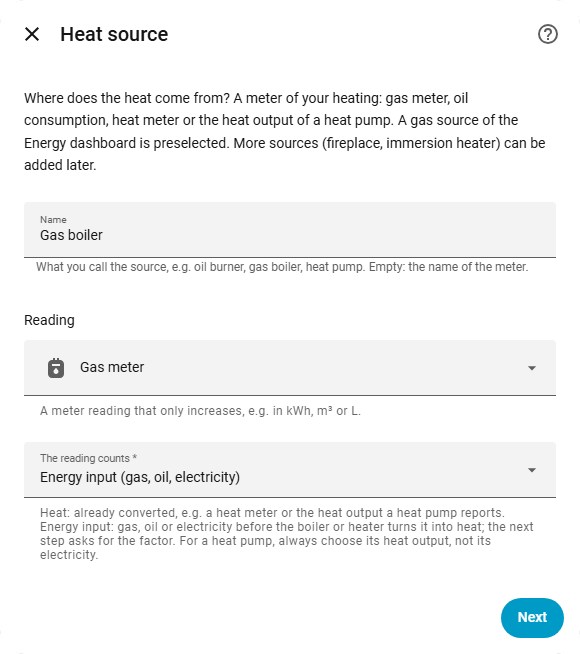 Heat source
Where does the heat come from? A meter of your heating: gas meter, oil
consumption, heat meter or the heat output of a heat pump. A gas source of the
Energy dashboard is preselected. More sources (fireplace, immersion heater) can be
added later.
Name
Gas boiler
What you call the source, e.g. oil burner, gas boiler, heat pump. Empty: the name of the meter.
Reading
Gas meter
A meter reading that only increases, e.g. in kWh, m³ or L.
The reading counts *
Energy input (gas, oil, electricity)
Heat: already converted, e.g. a heat meter or the heat output a heat pump reports.
Energy input: gas, oil or electricity before the boiler or heater turns it into heat; the next
step asks for the factor. For a heat pump, always choose its heat output, not its
electricity.
Next